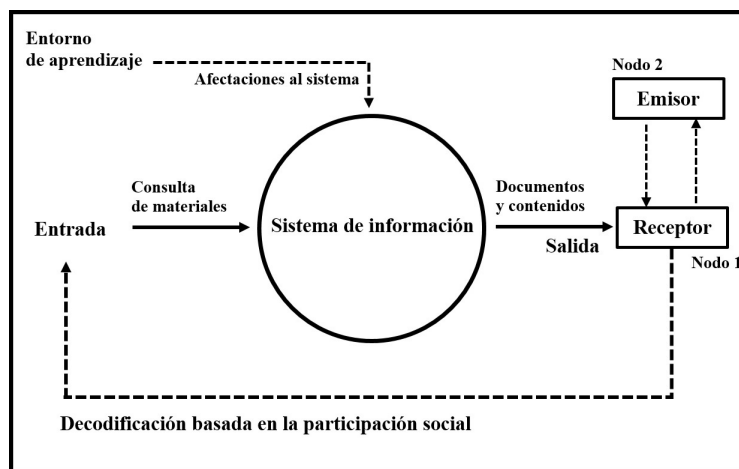 Entorno
de aprendizaje
Afectaciones al sistema
Nodo 2
Emisor
Consulta
de materiales
Entrada
Sistema de información
Documentos
y contenidos
Salida
Receptor
Nodo 1
Decodificación basada en la participación social